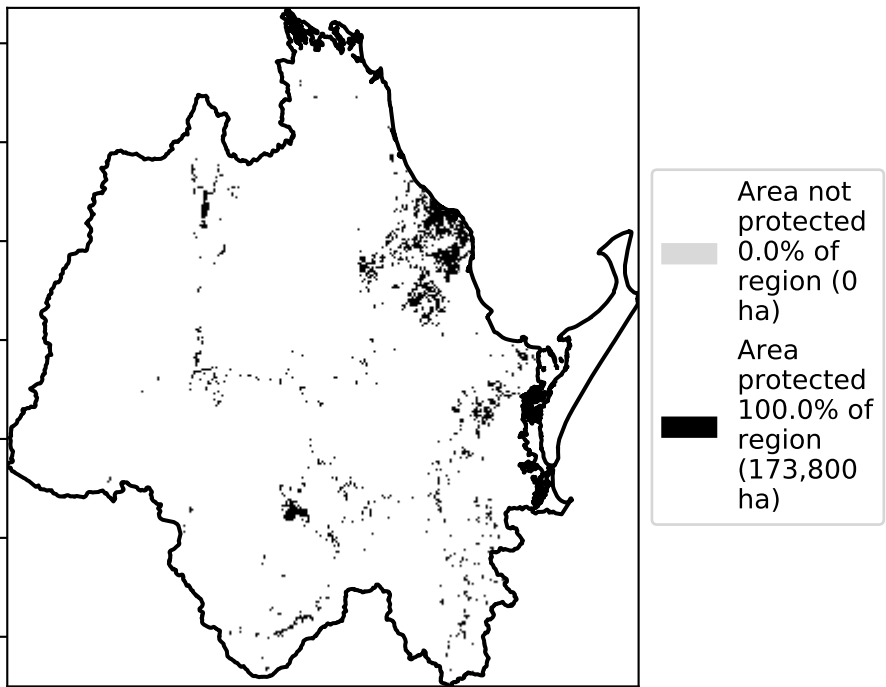 Area not
protected
0.0% of
region (0
ha)
Area
protected
100.0% of
region
(173,800
ha)